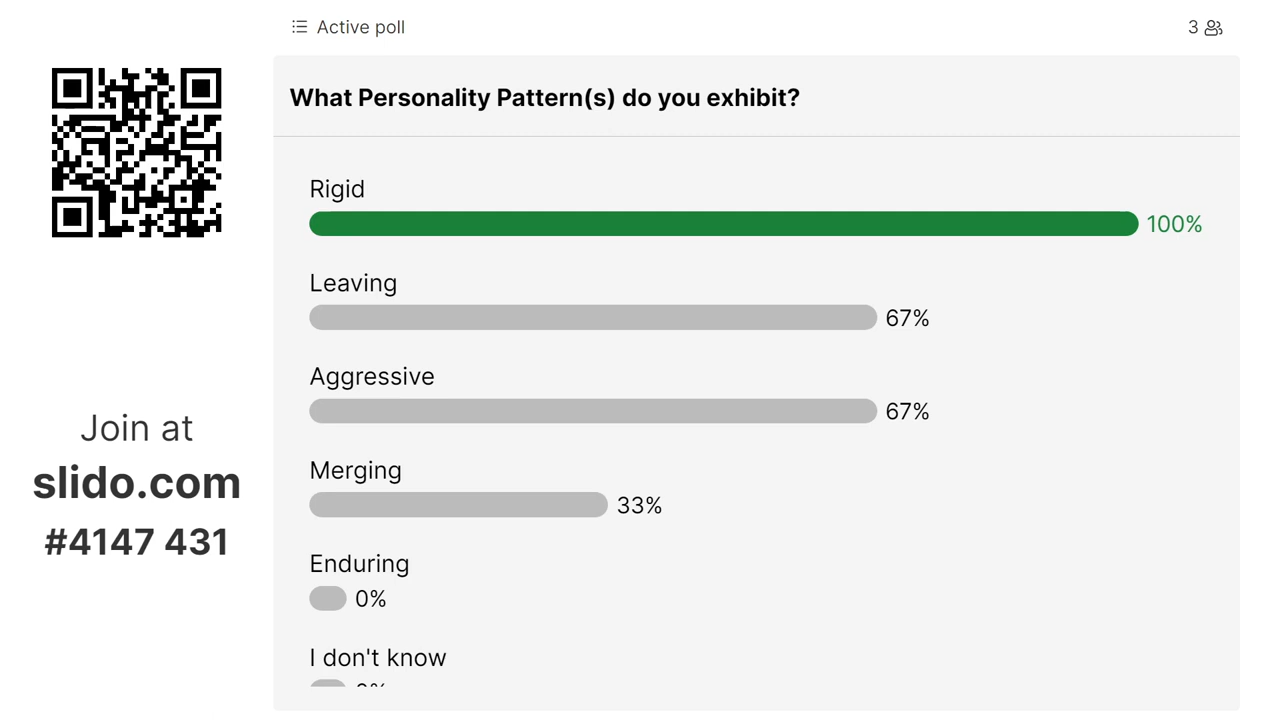 Active poll
3
What Personality Pattern(s) do you exhibit?
Rigid
100%
Leaving
67%
Aggressive
67%
Merging
33%
Enduring
0%
I don't know
Join at
slido.com
#4147 431